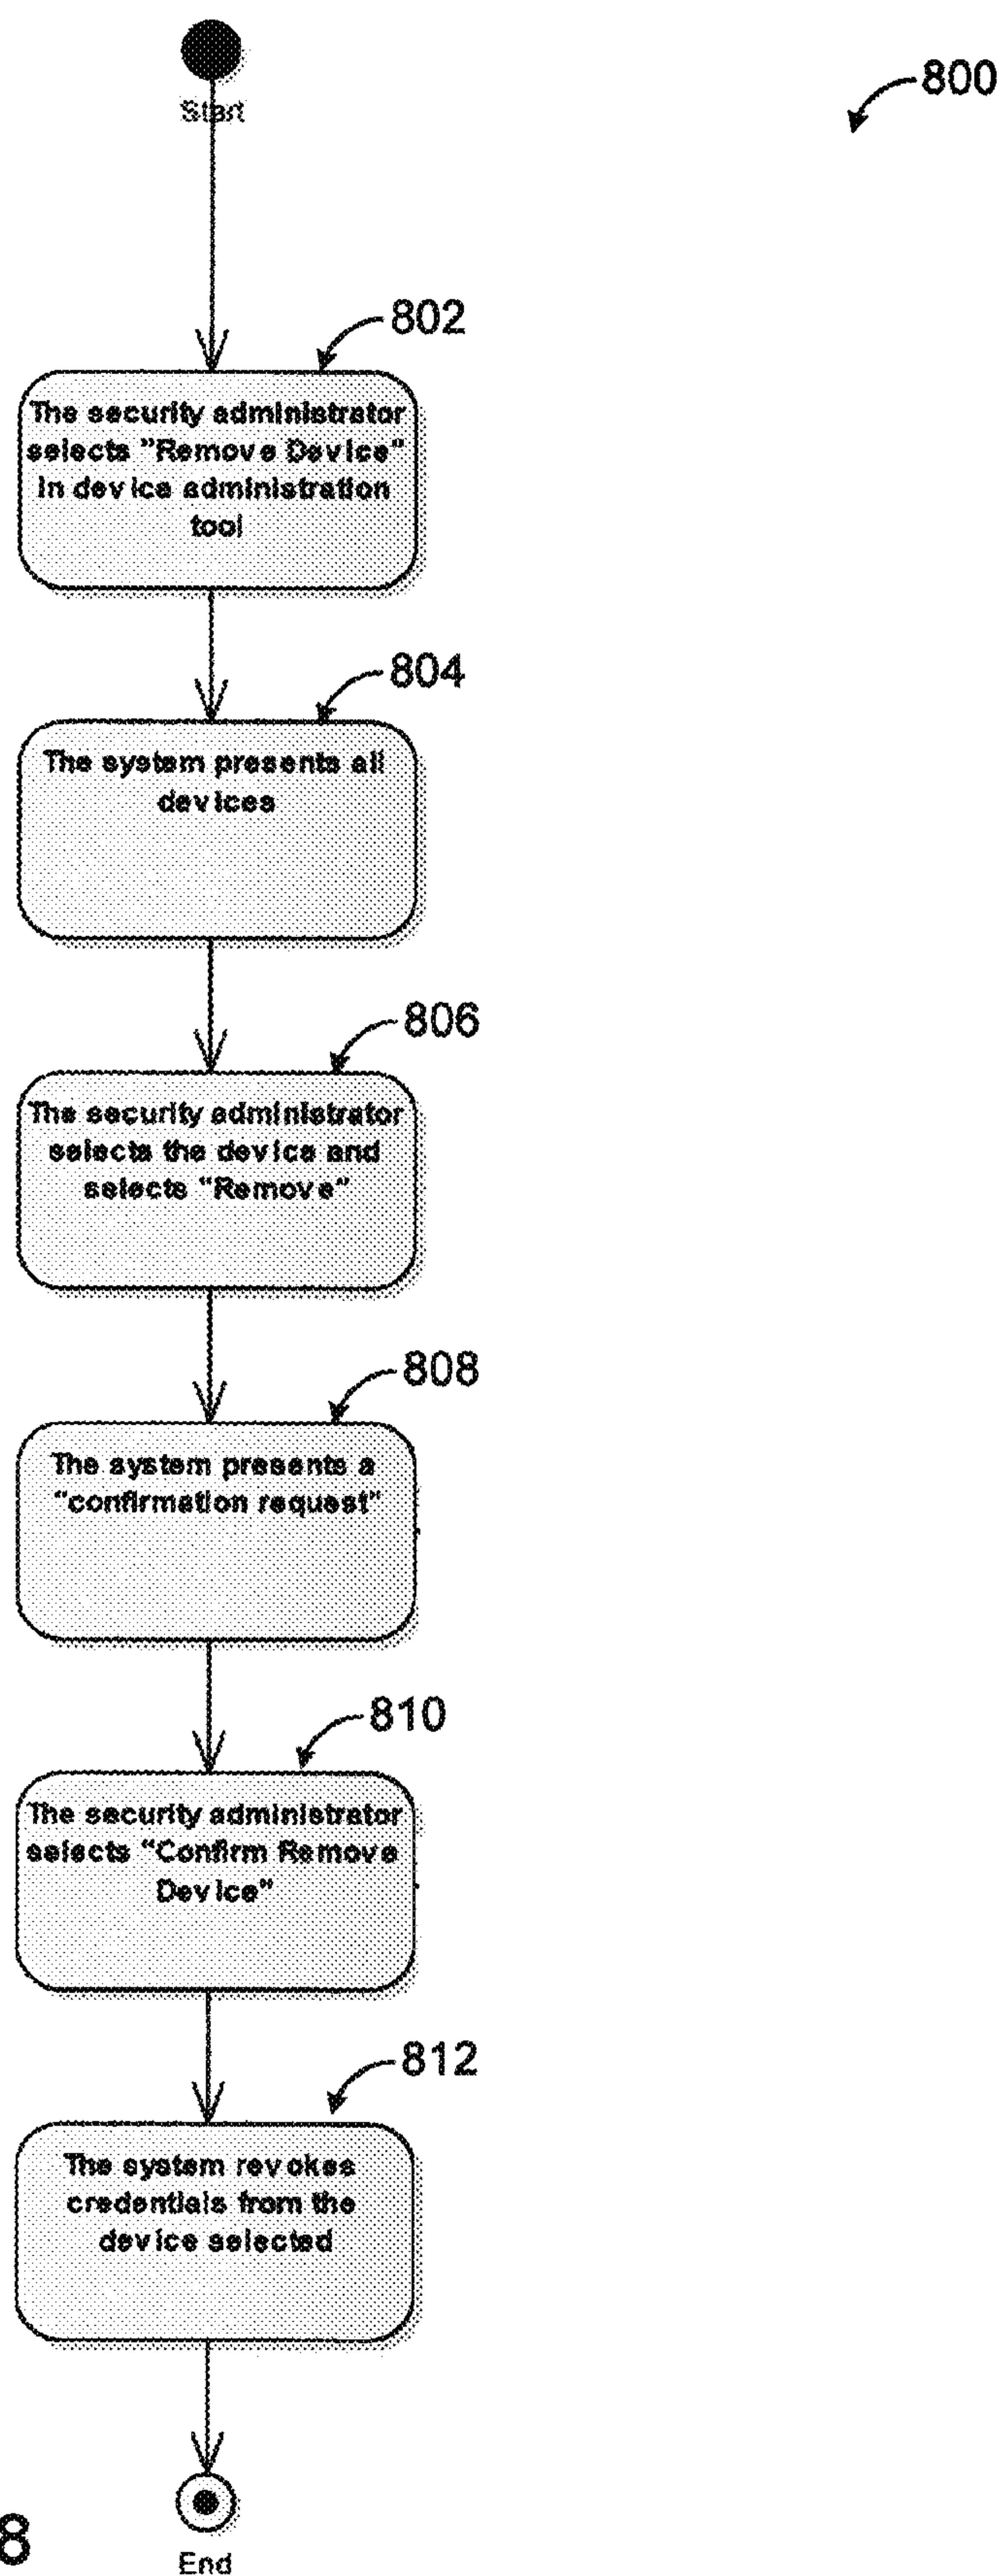 Start
800
802
The security administrator
selects "Remove Device"
in device administration
tool
804
The system presents all
devices
806
The security administrator
selects the device and
selects "Remove"
808
The system presents a
"confirmation request"
810
The security administrator
selects "Confirm Remove
Device"
812
The system revokes
credentials from the
device selected
8
End